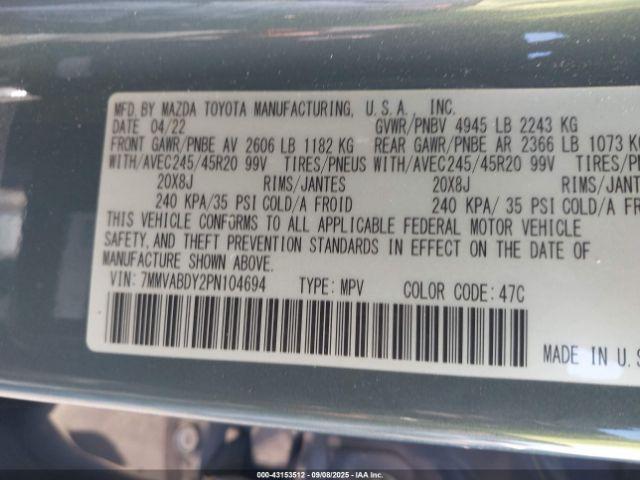 MFD. BY MAZDA TOYOTA MANUFACTURING, U.S.A. INC.
DATE 04/22 GVWR/PNBV 4945 LB 2243 KG
FRONT GAWR/PNBE AV 2606 LB 1182 KG REAR GAWR/PNBE AR 2366 LB 1073 KG
WITH/AVEC245/45R20 99V TIRES/PNEUS WITH/AVEC245/45R20 99V TIRES/P
20X8J RIMS/JANTES 20X8J RIMS/JANT
240 KPA/35 PSI COLD/A FROID 240 KPA/ 35 PSI COLD/A F
THIS VEHICLE CONFORMS TO ALL APPLICABLE FEDERAL MOTOR VEHICLE
SAFETY, AND THEFT PREVENTION STANDARDS IN EFFECT ON THE DATE OF
MANUFACTURE SHOWN ABOVE.
VIN: 7MMVABDY2PN104694 TYPE: MPV COLOR CODE: 47C
MADE IN U.S
000-43153512 - 09/08/2025 - IAA Inc.